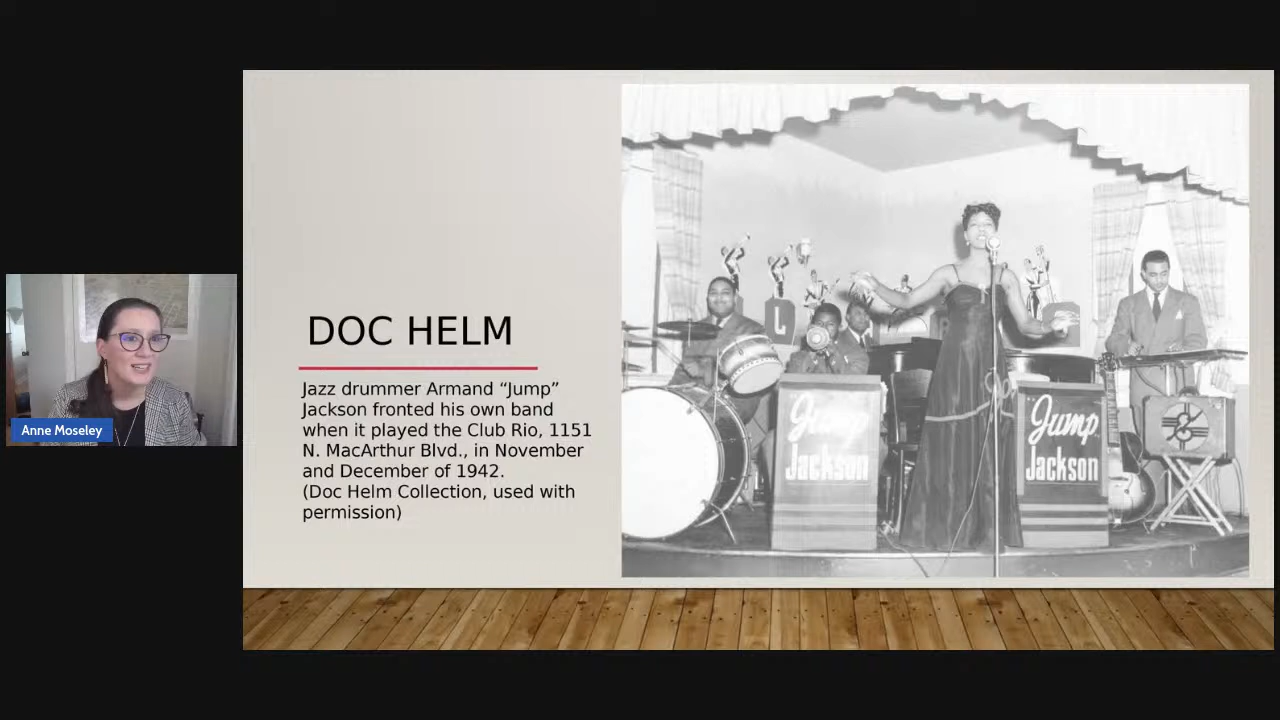 DOC HELM
Jazz drummer Armand “Jump”
Jackson fronted his own band
when it played the Club Rio, 1151
N. MacArthur Blvd., in November
and December of 1942.
(Doc Helm Collection, used with
permission)
Jump
Jackson
Jump
Jackson
L
Anne Moseley